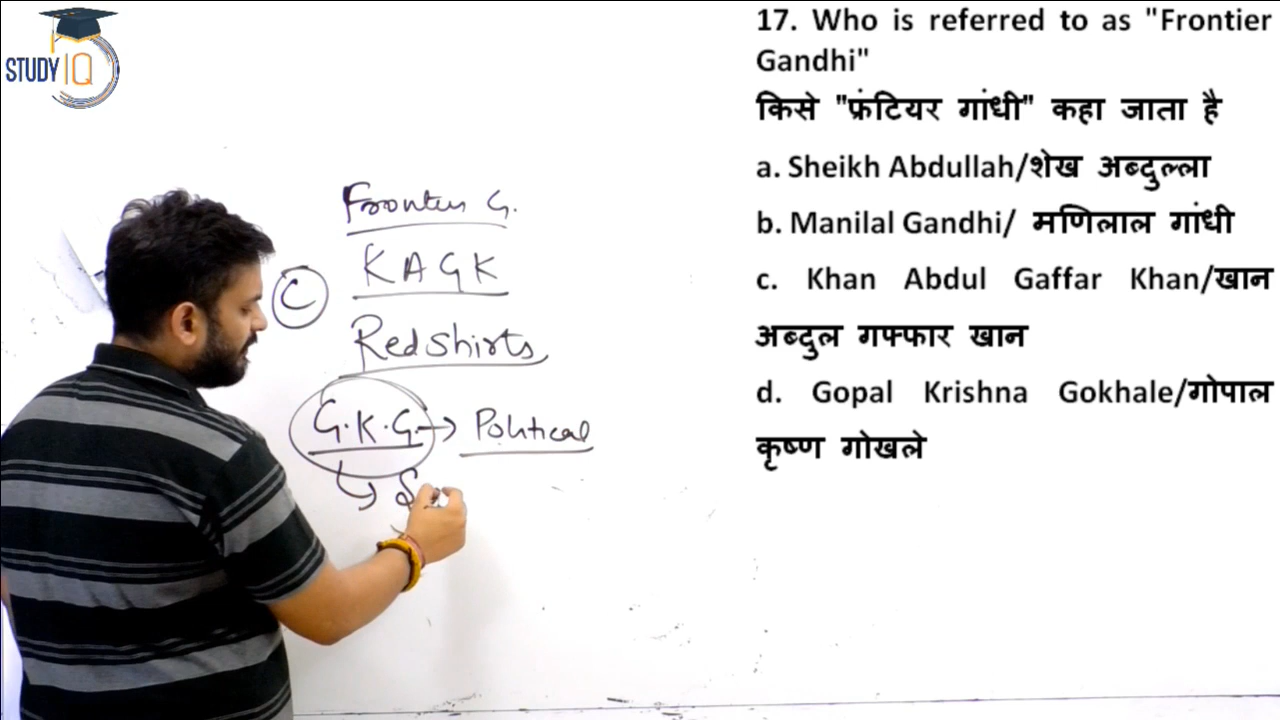 STUDY IQ
17. Who is referred to as "Frontier
Gandhi"
किसे "फ्रंटियर गांधी" कहा जाता है
a. Sheikh Abdullah/शेख अब्दुल्ला
b. Manilal Gandhi/ मणिलाल गांधी
c. Khan Abdul Gaffar Khan/खान
अब्दुल गफ्फार खान
d. Gopal Krishna Gokhale/गोपाल
कृष्ण गोखले
Frontier G.
C KAGK
Redshirts
G.K.G. → Political
↳ S